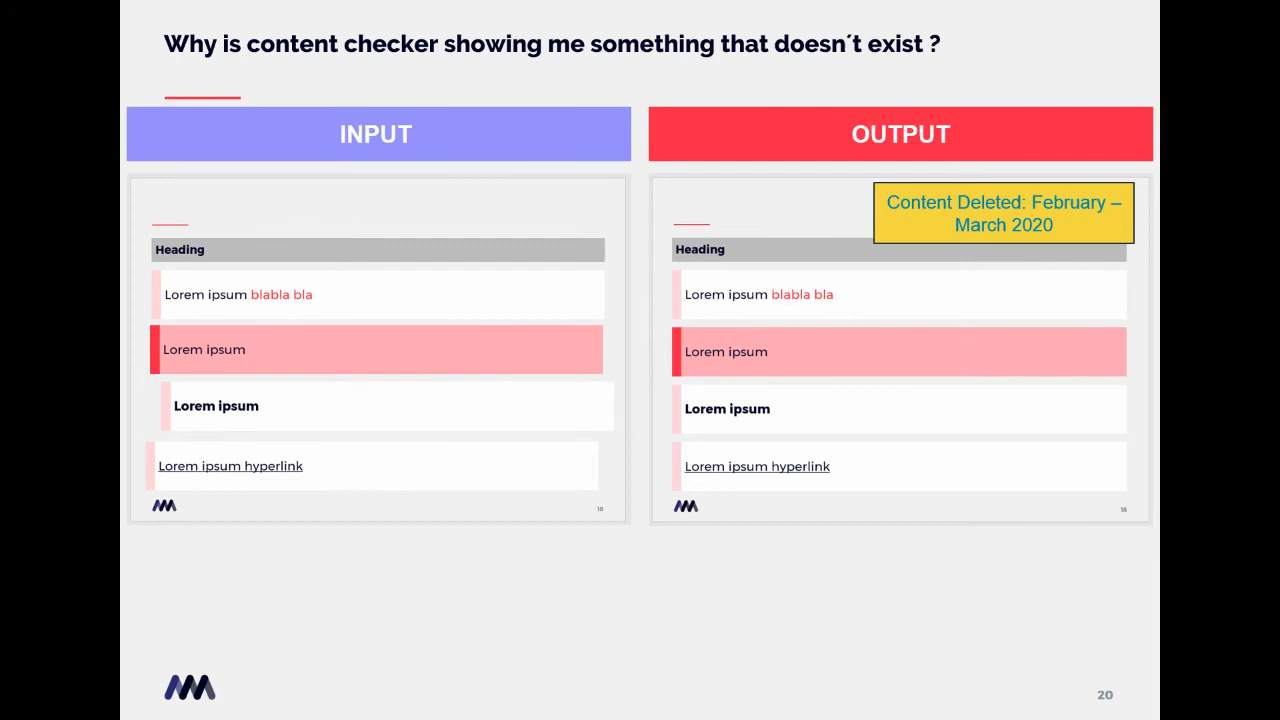 Why is content checker showing me something that doesn´t exist ?
INPUT
OUTPUT
Heading
Lorem ipsum blabla bla
Lorem ipsum
Lorem ipsum
Lorem ipsum hyperlink
18
Content Deleted: February –
March 2020
Heading
Lorem ipsum blabla bla
Lorem ipsum
Lorem ipsum
Lorem ipsum hyperlink
18
20